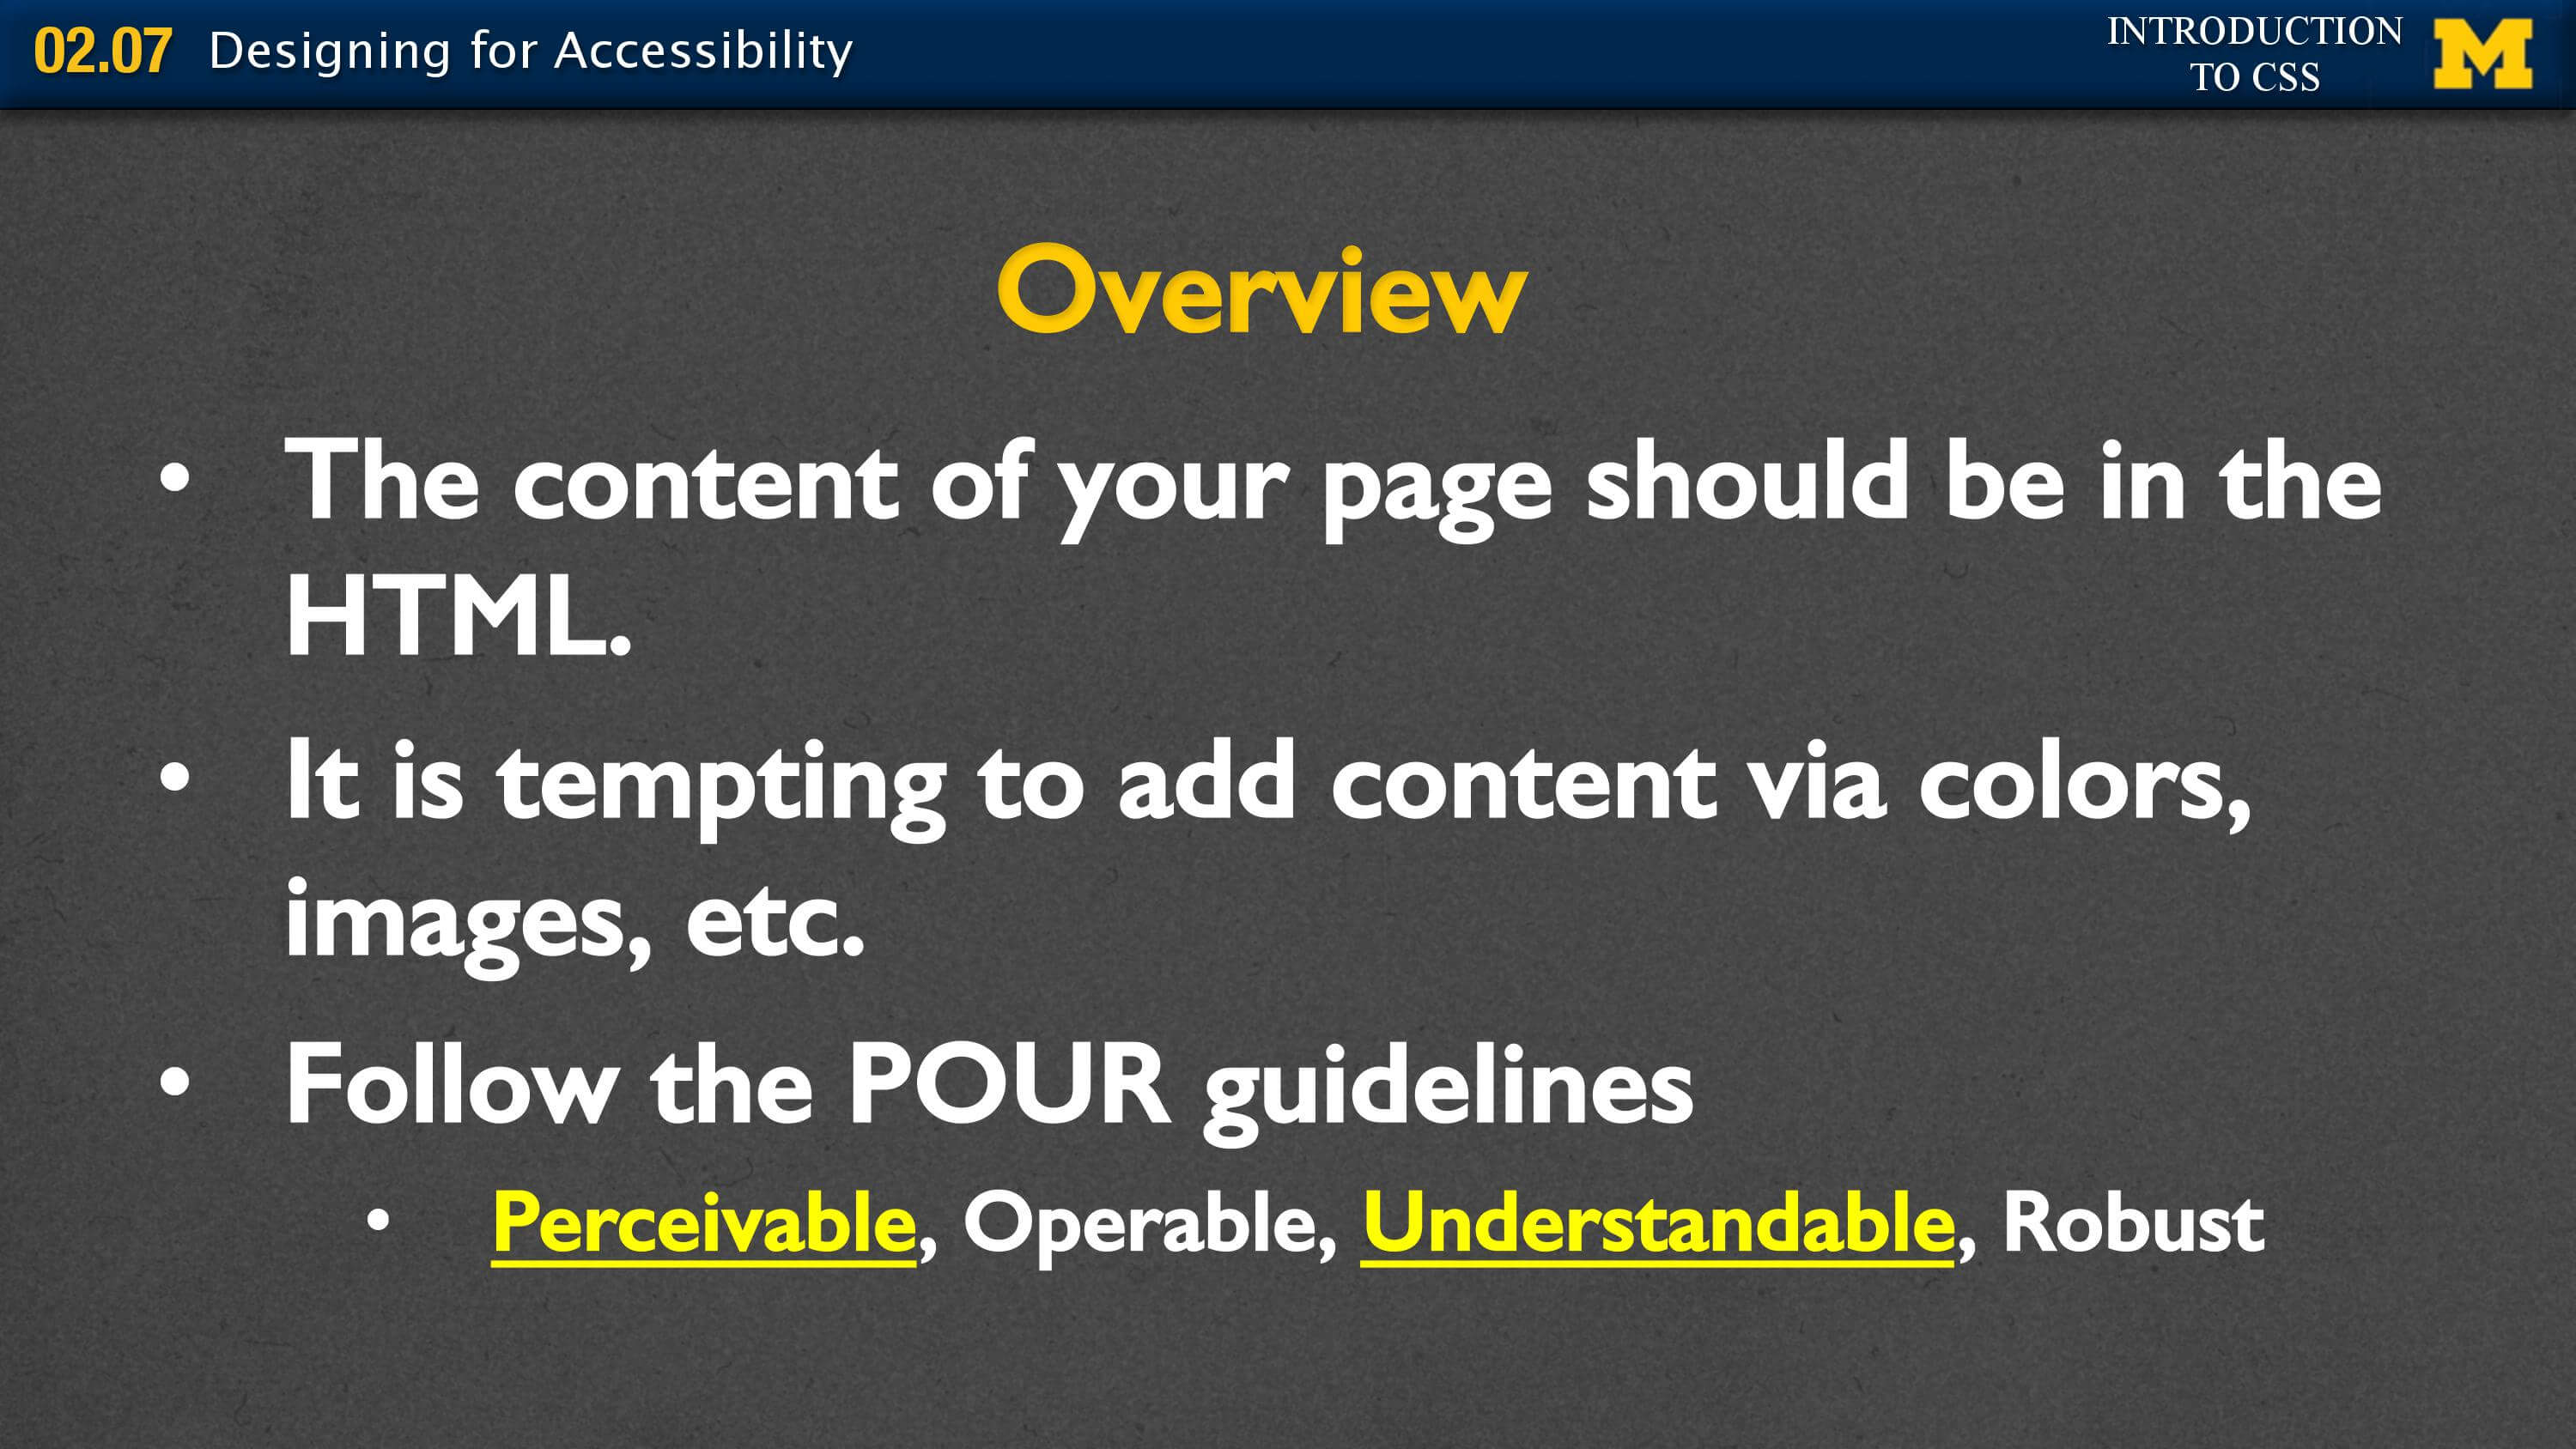 02.07 Designing for Accessibility
INTRODUCTION
TO CSS
M
Overview
• The content of your page should be in the
HTML.
• It is tempting to add content via colors,
images, etc.
• Follow the POUR guidelines
• Perceivable, Operable, Understandable, Robust